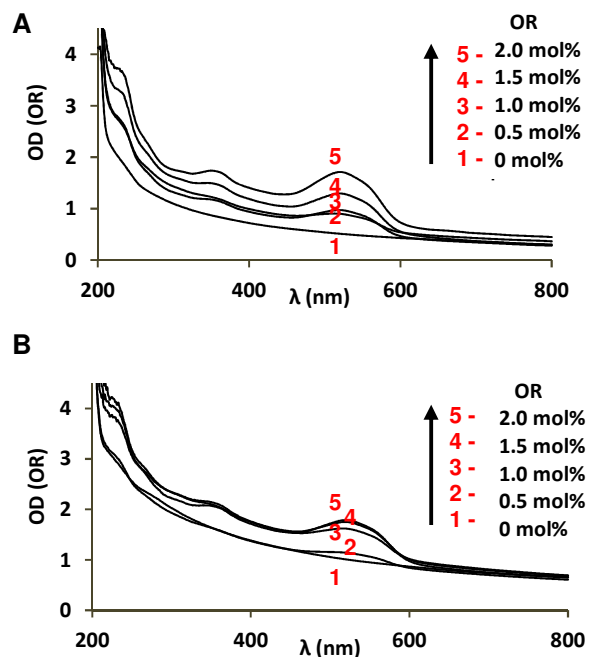 A
OR
5 - 2.0 mol%
4 - 1.5 mol%
3 - 1.0 mol%
2 - 0.5 mol%
1 - 0 mol%
OD (OR)
4
3
2
1
0
5
4
3
2
1
200 400 600 800
λ (nm)
B
OR
5 - 2.0 mol%
4 - 1.5 mol%
3 - 1.0 mol%
2 - 0.5 mol%
1 - 0 mol%
OD (OR)
4
3
2
1
0
5
4
3
2
1
200 400 600 800
λ (nm)